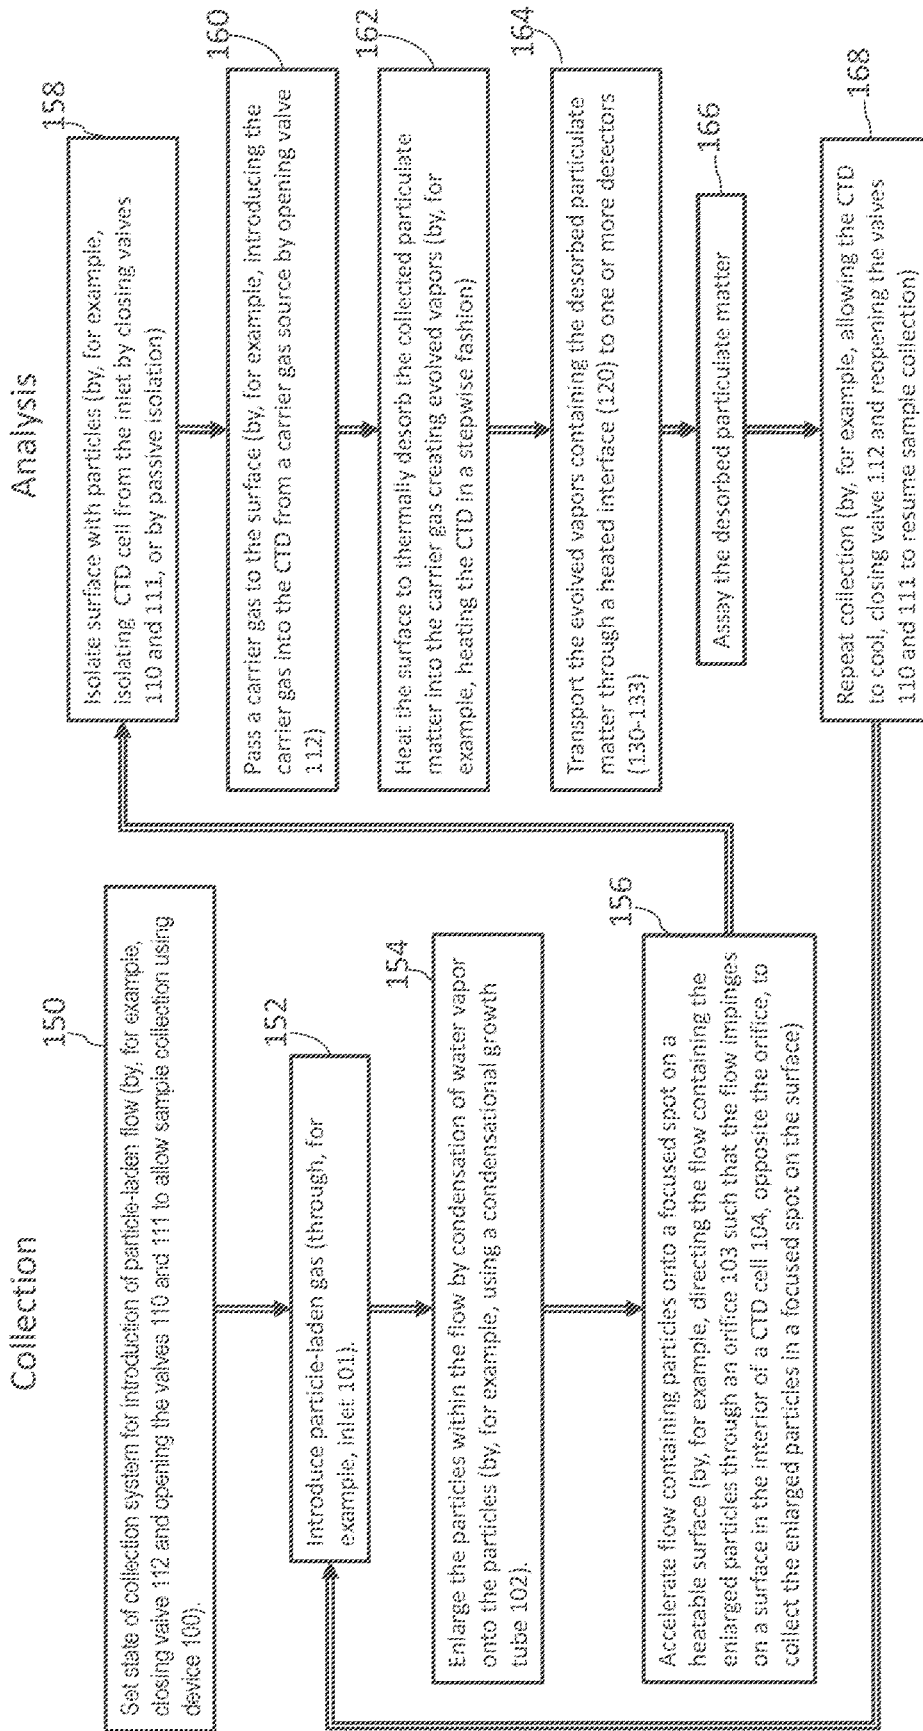 Collection
150
Set state of collection system for introduction of particle-laden flow (by, for example,
closing valve 112 and opening the valves 110 and 111 to allow sample collection using
device 100).
152
Introduce particle-laden gas (through, for
example, inlet 101).
154
Enlarge the particles within the flow by condensation of water vapor
onto the particles (by, for example, using a condensational growth
tube 102).
156
Accelerate flow containing particles onto a focused spot on a
heatable surface (by, for example, directing the flow containing the
enlarged particles through an orifice 103 such that the flow impinges
on a surface in the interior of a CTD cell 104, opposite the orifice, to
collect the enlarged particles in a focused spot on the surface)
Analysis
158
Isolate surface with particles (by, for example,
isolating CTD cell from the inlet by closing valves
110 and 111, or by passive isolation)
160
Pass a carrier gas to the surface (by, for example, introducing the
carrier gas into the CTD from a carrier gas source by opening valve
112)
162
Heat the surface to thermally desorb the collected particulate
matter into the carrier gas creating evolved vapors (by, for
example, heating the CTD in a stepwise fashion)
164
Transport the evolved vapors containing the desorbed particulate
matter through a heated interface (120) to one or more detectors
(130-133)
166
Assay the desorbed particulate matter
168
Repeat collection (by, for example, allowing the CTD
to cool, closing valve 112 and reopening the valves
110 and 111 to resume sample collection)